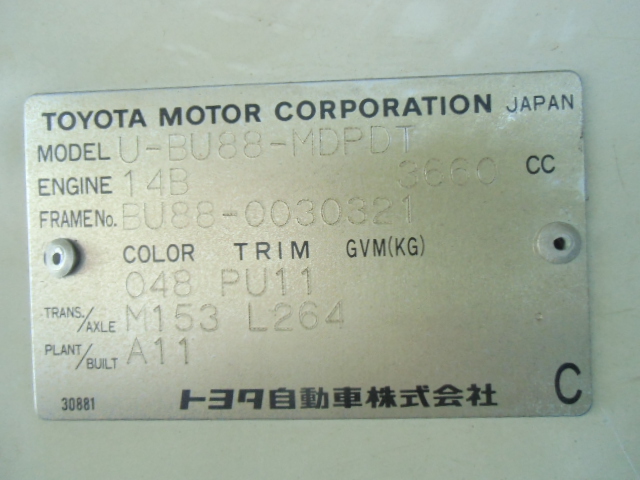 TOYOTA MOTOR CORPORATION JAPAN
MODEL U-BU88-MDPDT
ENGINE 14B 3660 CC
FRAME No. BU88-0030321
COLOR TRIM GVM(KG)
048 PU11
TRANS./AXLE M153 L264
PLANT/BUILT A11
30881 トヨタ自動車株式会社 C